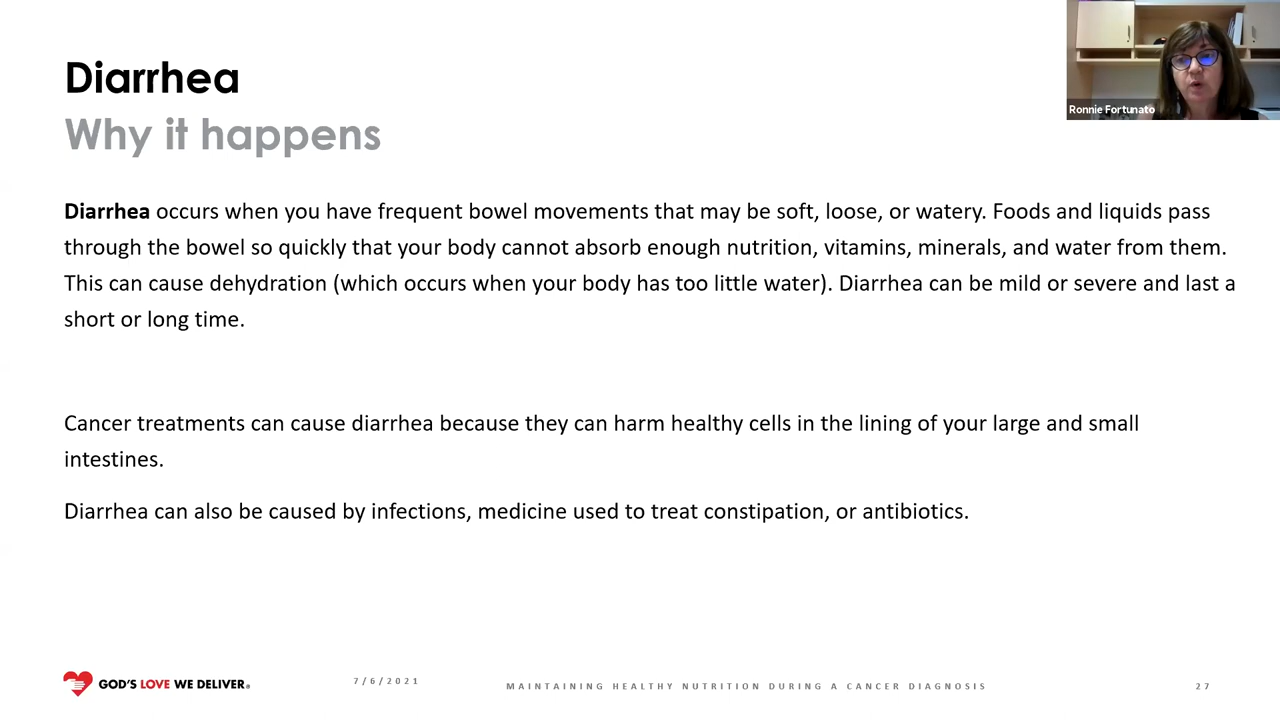 Diarrhea
Why it happens
Ronnie Fortunato
Diarrhea occurs when you have frequent bowel movements that may be soft, loose, or watery. Foods and liquids pass
through the bowel so quickly that your body cannot absorb enough nutrition, vitamins, minerals, and water from them.
This can cause dehydration (which occurs when your body has too little water). Diarrhea can be mild or severe and last a
short or long time.
Cancer treatments can cause diarrhea because they can harm healthy cells in the lining of your large and small
intestines.
Diarrhea can also be caused by infections, medicine used to treat constipation, or antibiotics.
GOD'S LOVE WE DELIVER®
7/6/2021
MAINTAINING HEALTHY NUTRITION DURING A CANCER DIAGNOSIS
27